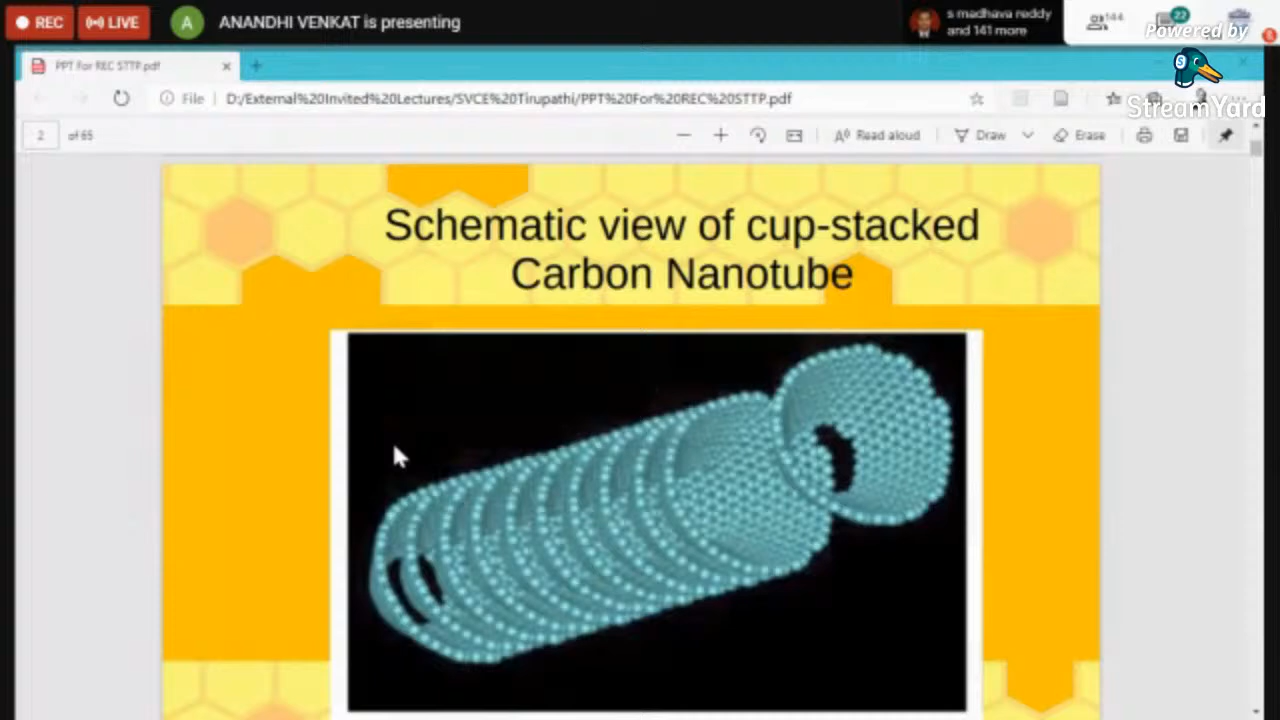 REC
LIVE
A
ANANDHI VENKAT is presenting
s madhava reddy
and 141 more
144
22
Powered by
S
StreamYard
PPT For REC STTP.pdf
File
D:/External%20Invited%20Lectures/SVCE%20Tirupathi/PPT%20For%20REC%20STTP.pdf
2
of 65
Read aloud
Draw
Erase
Schematic view of cup-stacked
Carbon Nanotube